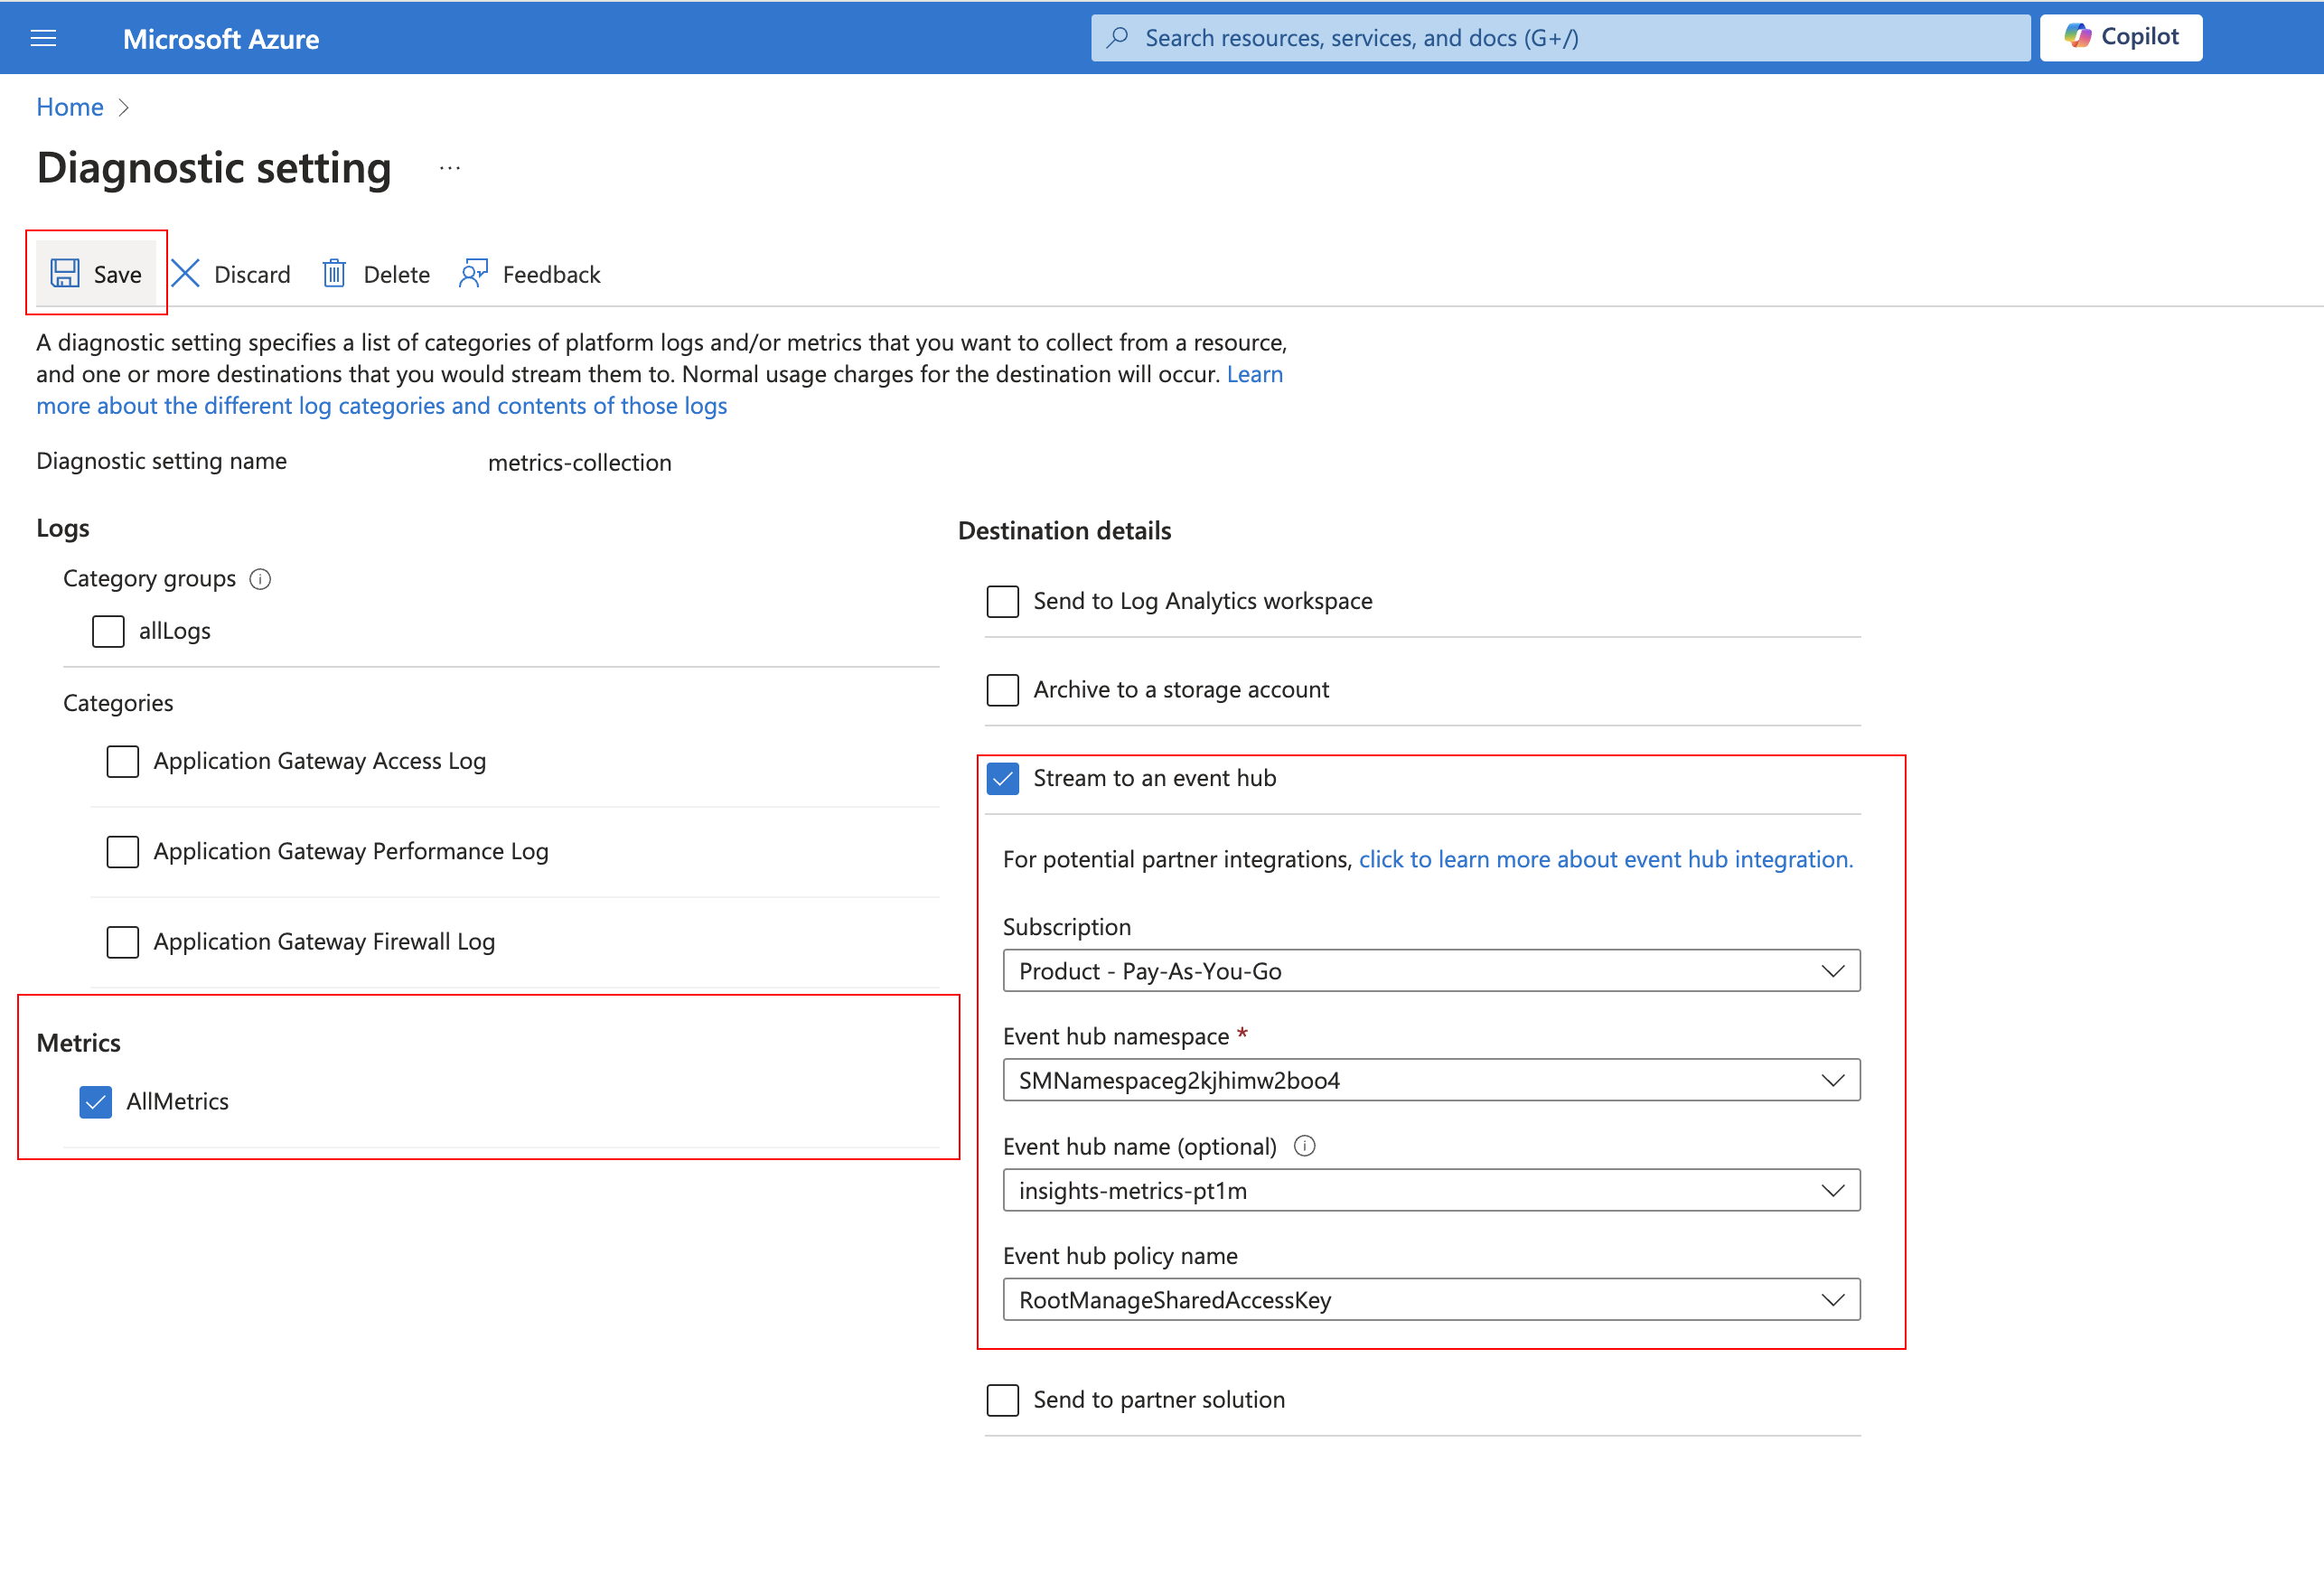 Microsoft Azure
Search resources, services, and docs (G+/)
Copilot
Home
Diagnostic setting
...
Save
Discard
Delete
Feedback
A diagnostic setting specifies a list of categories of platform logs and/or metrics that you want to collect from a resource,
and one or more destinations that you would stream them to. Normal usage charges for the destination will occur. Learn
more about the different log categories and contents of those logs
Diagnostic setting name
metrics-collection
Logs
Category groups
allLogs
Categories
Application Gateway Access Log
Application Gateway Performance Log
Application Gateway Firewall Log
Metrics
AllMetrics
Destination details
Send to Log Analytics workspace
Archive to a storage account
Stream to an event hub
For potential partner integrations, click to learn more about event hub integration.
Subscription
Product - Pay-As-You-Go
Event hub namespace *
SMNamespaceg2kjhimw2boo4
Event hub name (optional)
insights-metrics-pt1m
Event hub policy name
RootManageSharedAccessKey
Send to partner solution